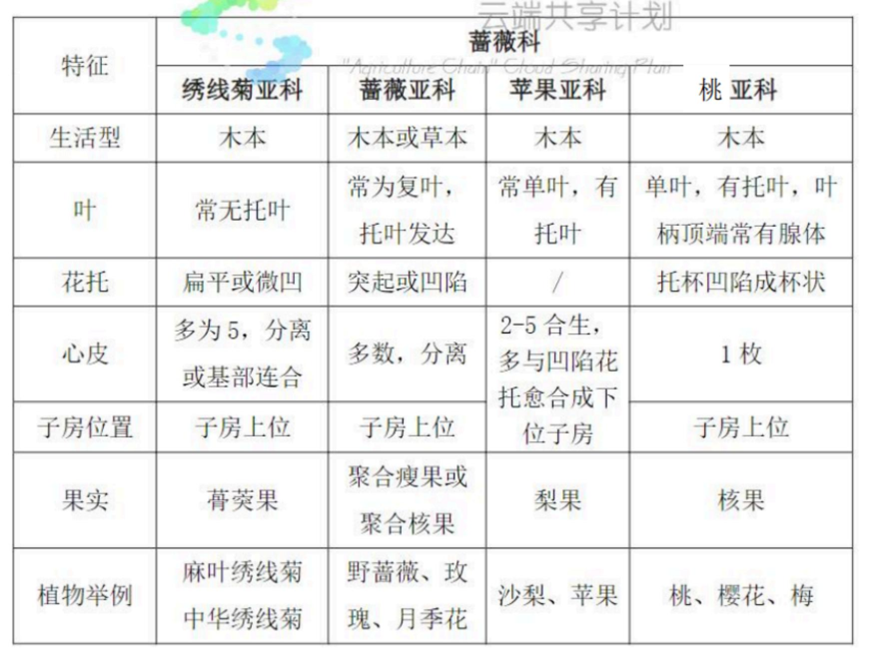 云端共享计划
"Agriculture Chain" Cloud Sharing Plan
特征
蔷薇科
绣线菊亚科
蔷薇亚科
苹果亚科
桃 亚科
生活型
木本
木本或草本
木本
木本
叶
常无托叶
常为复叶,
托叶发达
常单叶,有
托叶
单叶,有托叶,叶
柄顶端常有腺体
花托
扁平或微凹
突起或凹陷
/
托杯凹陷成杯状
心皮
多为 5,分离
或基部连合
多数,分离
2-5 合生,
多与凹陷花
托愈合成下
位子房
1 枚
子房位置
子房上位
子房上位
子房上位
果实
蓇葖果
聚合瘦果或
聚合核果
梨果
核果
植物举例
麻叶绣线菊
中华绣线菊
野蔷薇、玫
瑰、月季花
沙梨、苹果
桃、樱花、梅